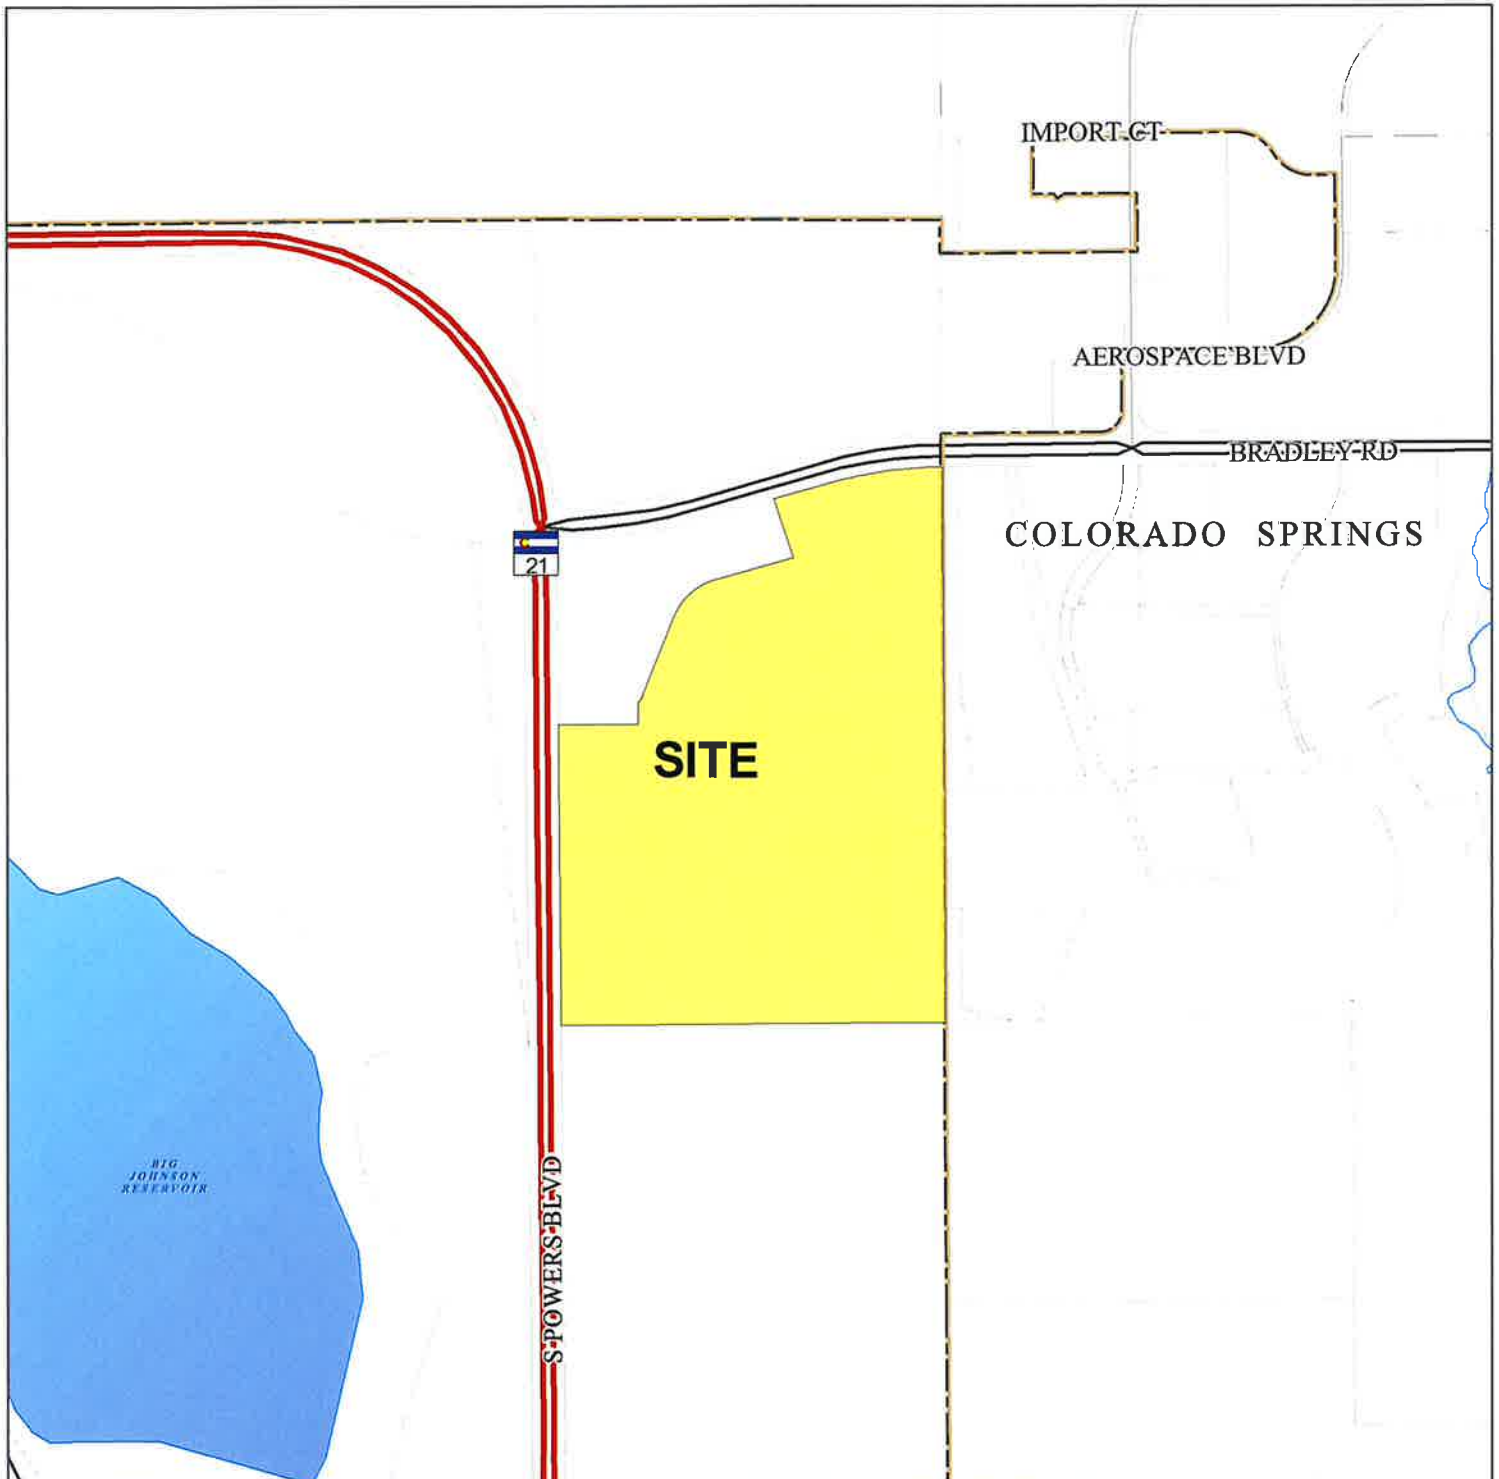 IMPORT CT
AEROSPACE BLVD
BRADLEY RD
COLORADO SPRINGS
21
SITE
BIG
JOHNSON
RESERVOIR
S POWERS BLVD